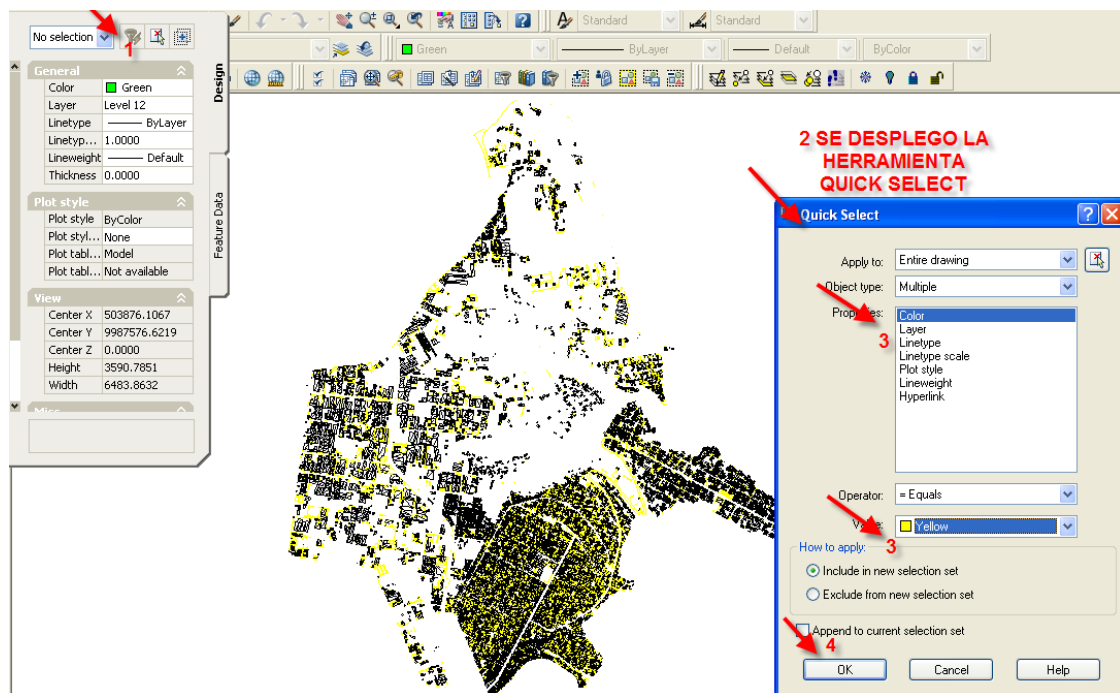 Standard
Standard
No selection
1
Green
ByLayer
Default
ByColor
General
Color Green
Layer Level 12
Linetype ByLayer
Linetyp... 1.0000
Lineweight Default
Thickness 0.0000
Plot style
Plot style ByColor
Plot styl... None
Plot tabl... Model
Plot tabl... Not available
View
Center X 503876.1067
Center Y 9987576.6219
Center Z 0.0000
Height 3590.7851
Width 6483.8632
Misc
Design
Feature Data
2 SE DESPLEGO LA
HERRAMIENTA
QUICK SELECT
Quick Select
Apply to: Entire drawing
Object type: Multiple
Properties:
3
Color
Layer
Linetype
Linetype scale
Plot style
Lineweight
Hyperlink
Operator: = Equals
Value: Yellow
3
How to apply:
Include in new selection set
Exclude from new selection set
Append to current selection set
4
OK Cancel Help